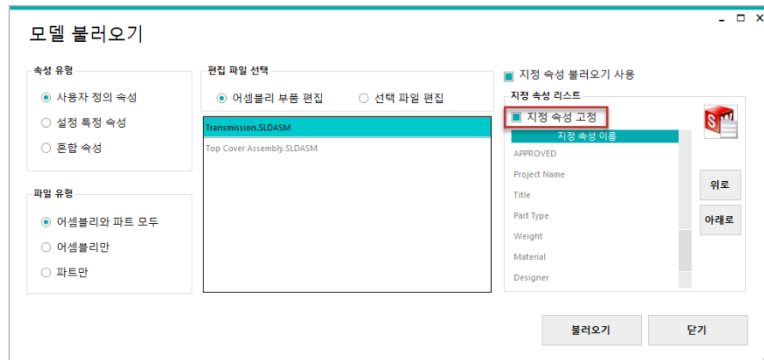 모델 불러오기
속성 유형
사용자 정의 속성
설정 특정 속성
혼합 속성
파일 유형
어셈블리와 파트 모두
어셈블리만
파트만
편집 파일 선택
어셈블리 부품 편집
선택 파일 편집
Transmission.SLDASM
Top Cover Assembly.SLDASM
지정 속성 불러오기 사용
지정 속성 리스트
지정 속성 고정
지정 속성 이름
APPROVED
Project Name
Title
Part Type
Weight
Material
Designer
위로
아래로
불러오기
닫기